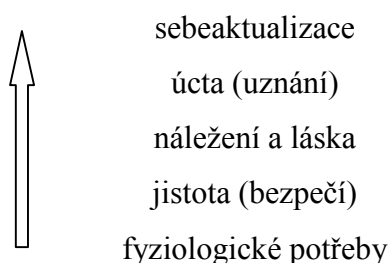 sebeaktualizace
úcta (uznání)
náležení a láska
jistota (bezpečí)
fyziologické potřeby